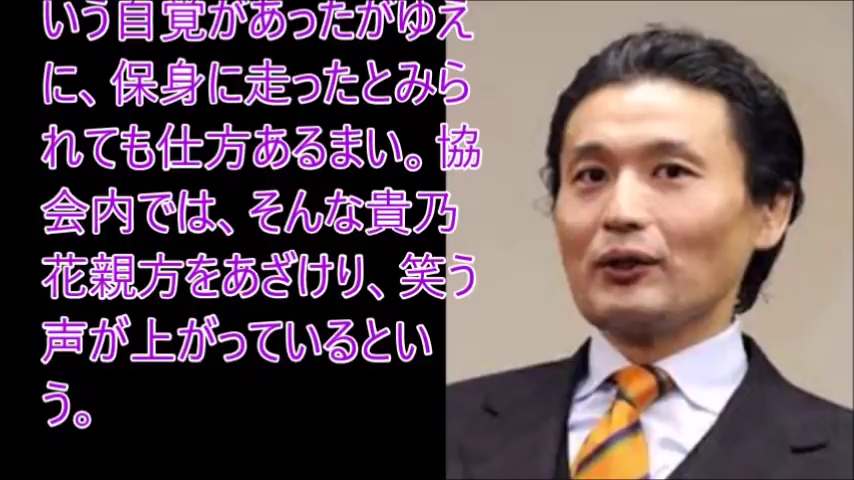 いう自覚があったがゆえ
に、保身に走ったとみら
れても仕方あるまい。協
会内では、そんな貴乃
花親方をあざけり、笑う
声が上がっているとい
う。